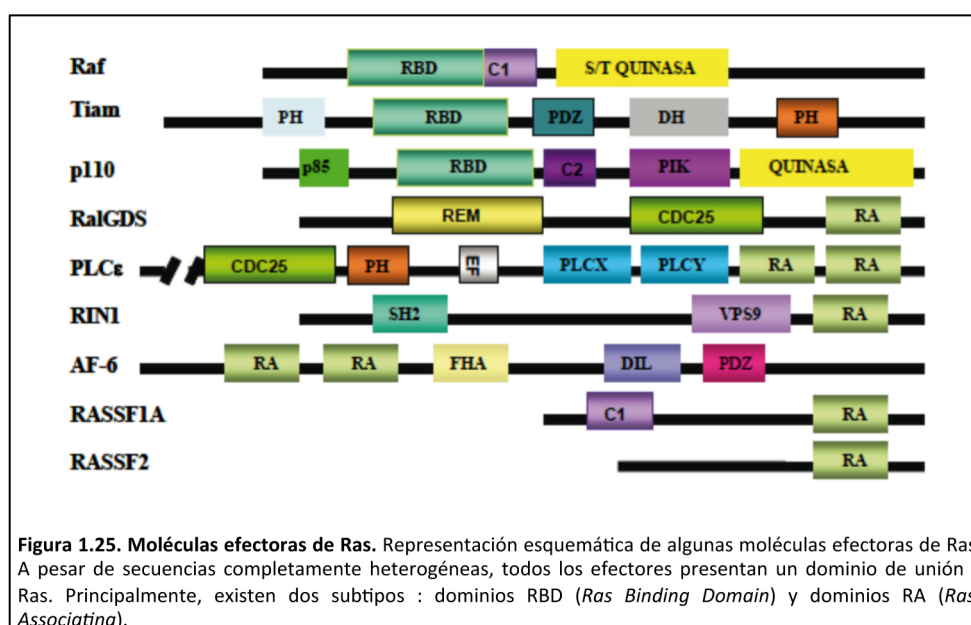 Raf RBD C1 S/T QUINASA
Tiam PH RBD PDZ DH PH
p110 p85 RBD C2 PIK QUINASA
RalGDS REM CDC25 RA
PLCε CDC25 PH EF PLCX PLCY RA RA
RIN1 SH2 VPS9 RA
AF-6 RA RA FHA DIL PDZ
RASSF1A C1 RA
RASSF2 RA
Figura 1.25. Moléculas efectoras de Ras. Representación esquemática de algunas moléculas efectoras de Ras
A pesar de secuencias completamente heterogéneas, todos los efectores presentan un dominio de unión
Ras. Principalmente, existen dos subtipos : dominios RBD (Ras Binding Domain) y dominios RA (Ras
Associating).